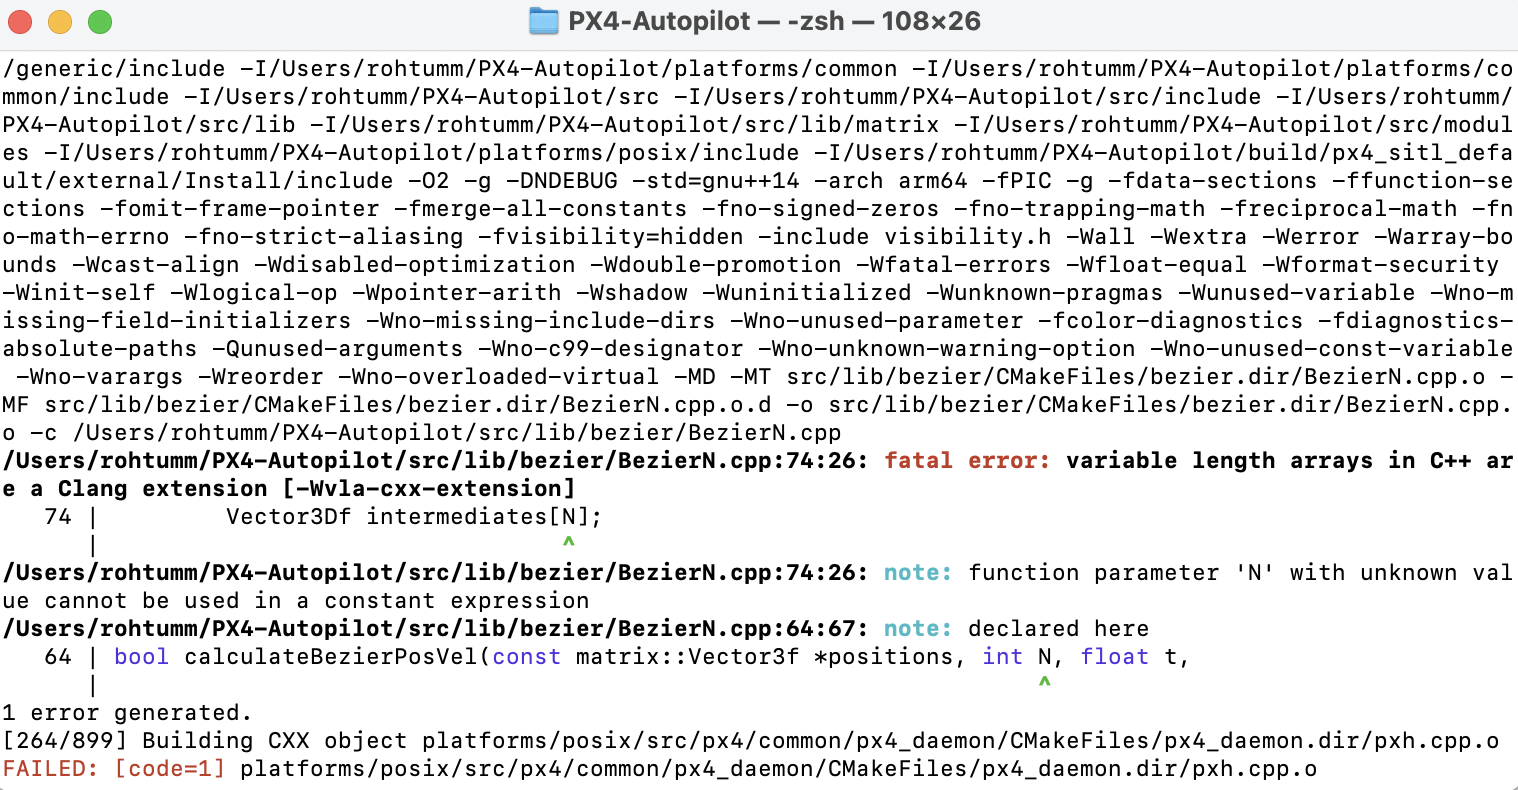 PX4-Autopilot — -zsh — 108×26
/generic/include -I/Users/rohtumm/PX4-Autopilot/platforms/common -I/Users/rohtumm/PX4-Autopilot/platforms/co
mmon/include -I/Users/rohtumm/PX4-Autopilot/src -I/Users/rohtumm/PX4-Autopilot/src/include -I/Users/rohtumm/
PX4-Autopilot/src/lib -I/Users/rohtumm/PX4-Autopilot/src/lib/matrix -I/Users/rohtumm/PX4-Autopilot/src/modul
es -I/Users/rohtumm/PX4-Autopilot/platforms/posix/include -I/Users/rohtumm/PX4-Autopilot/build/px4_sitl_defa
ult/external/Install/include -O2 -g -DNDEBUG -std=gnu++14 -arch arm64 -fPIC -g -fdata-sections -ffunction-se
ctions -fomit-frame-pointer -fmerge-all-constants -fno-signed-zeros -fno-trapping-math -freciprocal-math -fn
o-math-errno -fno-strict-aliasing -fvisibility=hidden -include visibility.h -Wall -Wextra -Werror -Warray-bo
unds -Wcast-align -Wdisabled-optimization -Wdouble-promotion -Wfatal-errors -Wfloat-equal -Wformat-security
-Winit-self -Wlogical-op -Wpointer-arith -Wshadow -Wuninitialized -Wunknown-pragmas -Wunused-variable -Wno-m
issing-field-initializers -Wno-missing-include-dirs -Wno-unused-parameter -fcolor-diagnostics -fdiagnostics-
absolute-paths -Qunused-arguments -Wno-c99-designator -Wno-unknown-warning-option -Wno-unused-const-variable
 -Wno-varargs -Wreorder -Wno-overloaded-virtual -MD -MT src/lib/bezier/CMakeFiles/bezier.dir/BezierN.cpp.o -
MF src/lib/bezier/CMakeFiles/bezier.dir/BezierN.cpp.o.d -o src/lib/bezier/CMakeFiles/bezier.dir/BezierN.cpp.
o -c /Users/rohtumm/PX4-Autopilot/src/lib/bezier/BezierN.cpp
/Users/rohtumm/PX4-Autopilot/src/lib/bezier/BezierN.cpp:74:26: fatal error: variable length arrays in C++ ar
e a Clang extension [-Wvla-cxx-extension]
   74 |         Vector3Df intermediates[N];
      |                                 ^
/Users/rohtumm/PX4-Autopilot/src/lib/bezier/BezierN.cpp:74:26: note: function parameter 'N' with unknown val
ue cannot be used in a constant expression
/Users/rohtumm/PX4-Autopilot/src/lib/bezier/BezierN.cpp:64:67: note: declared here
   64 | bool calculateBezierPosVel(const matrix::Vector3f *positions, int N, float t,
      |                                                                   ^
1 error generated.
[264/899] Building CXX object platforms/posix/src/px4/common/px4_daemon/CMakeFiles/px4_daemon.dir/pxh.cpp.o
FAILED: [code=1] platforms/posix/src/px4/common/px4_daemon/CMakeFiles/px4_daemon.dir/pxh.cpp.o